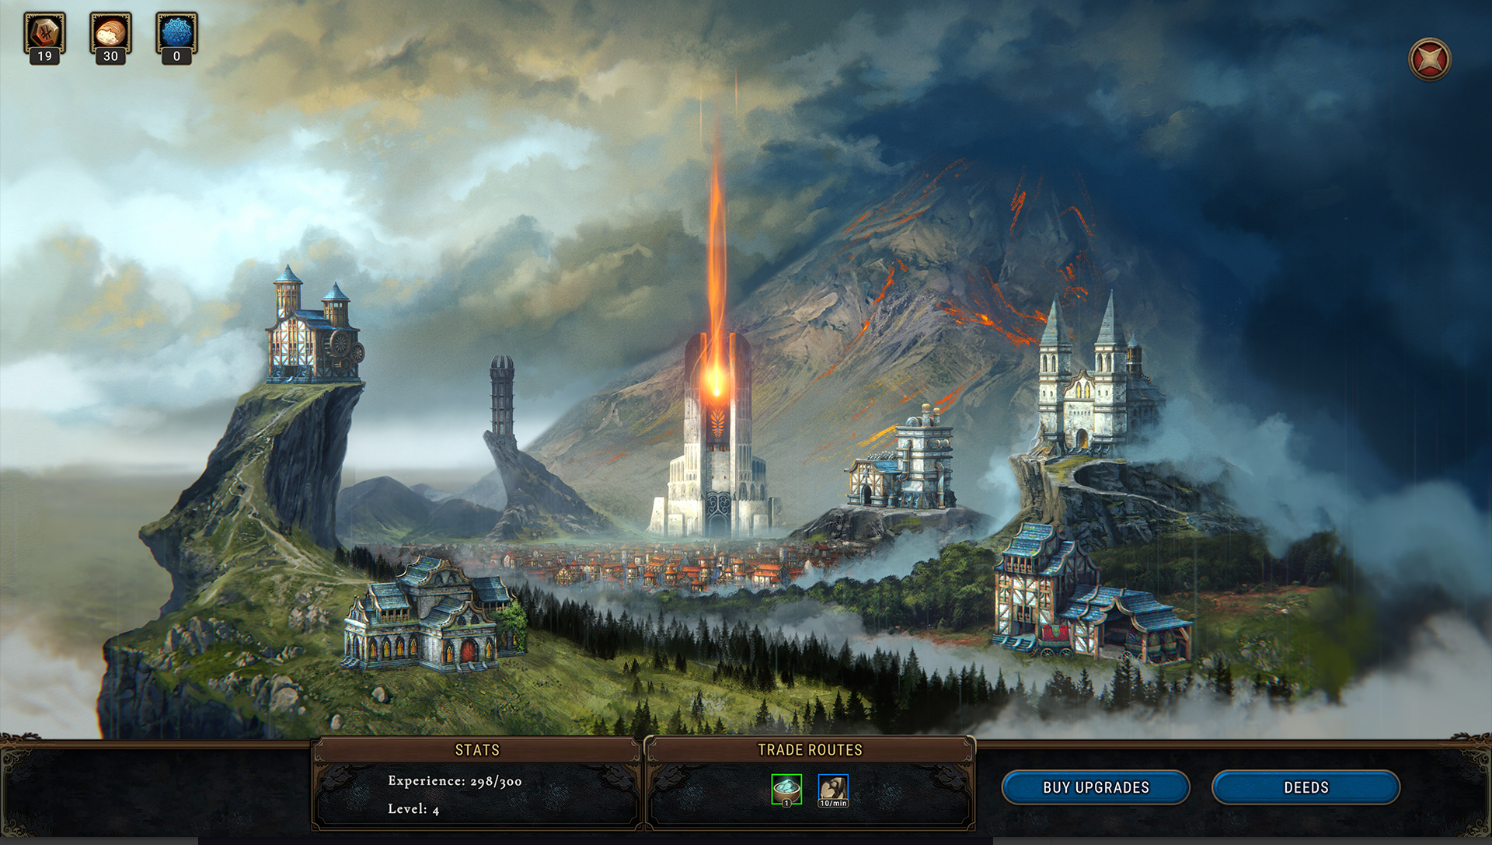 19
30
0
STATS
Experience: 298/300
Level: 4
TRADE ROUTES
1
10/min
BUY UPGRADES
DEEDS